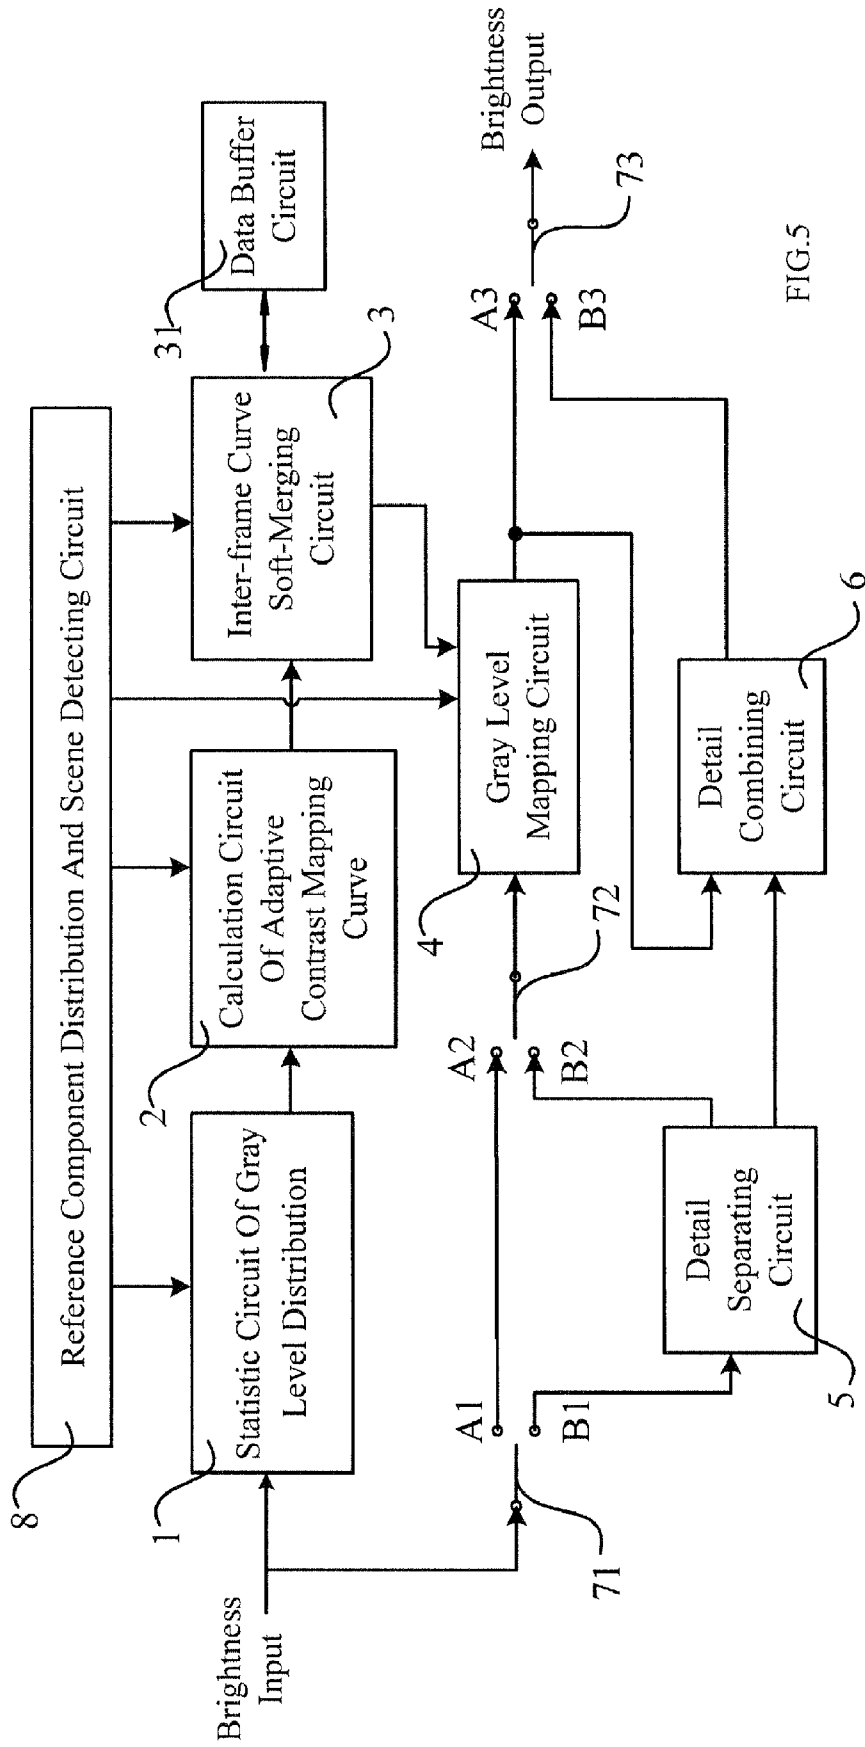 8
Reference Component Distribution And Scene Detecting Circuit
Brightness
Input
1
Statistic Circuit Of Gray
Level Distribution
2
Calculation Circuit
Of Adaptive
Contrast Mapping
Curve
Inter-frame Curve
Soft-Merging
Circuit
3
31
Data Buffer
Circuit
71
A1
B1
A2
B2
72
4
Gray Level
Mapping Circuit
A3
B3
73
Brightness
Output
5
Detail
Separating
Circuit
Detail
Combining
Circuit
6
FIG.5